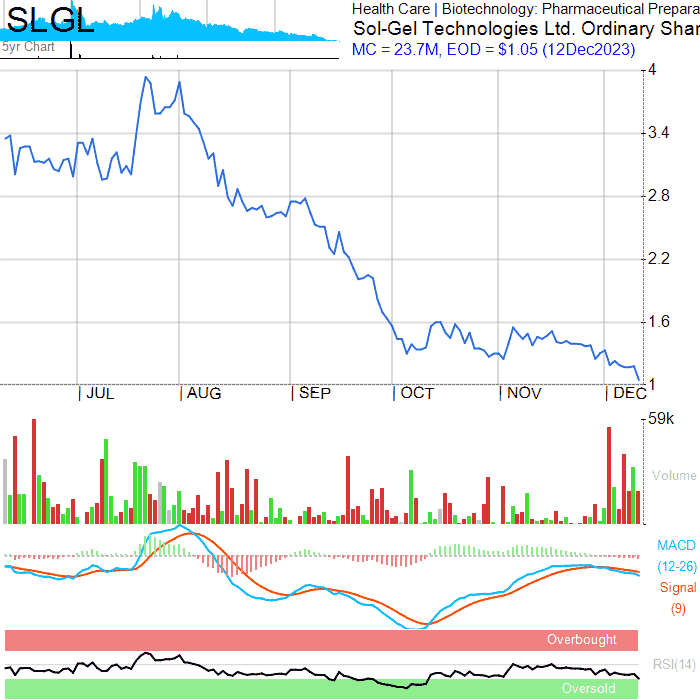 SLGL
5yr Chart
Health Care | Biotechnology: Pharmaceutical Prepara
Sol-Gel Technologies Ltd. Ordinary Shar
MC = 23.7M, EOD = $1.05 (12Dec2023)
4
3.4
2.8
2.2
1.6
1
| JUL | AUG | SEP | OCT | NOV | DEC
59k
Volume
MACD
(12-26)
Signal
(9)
Overbought
RSI(14)
Oversold